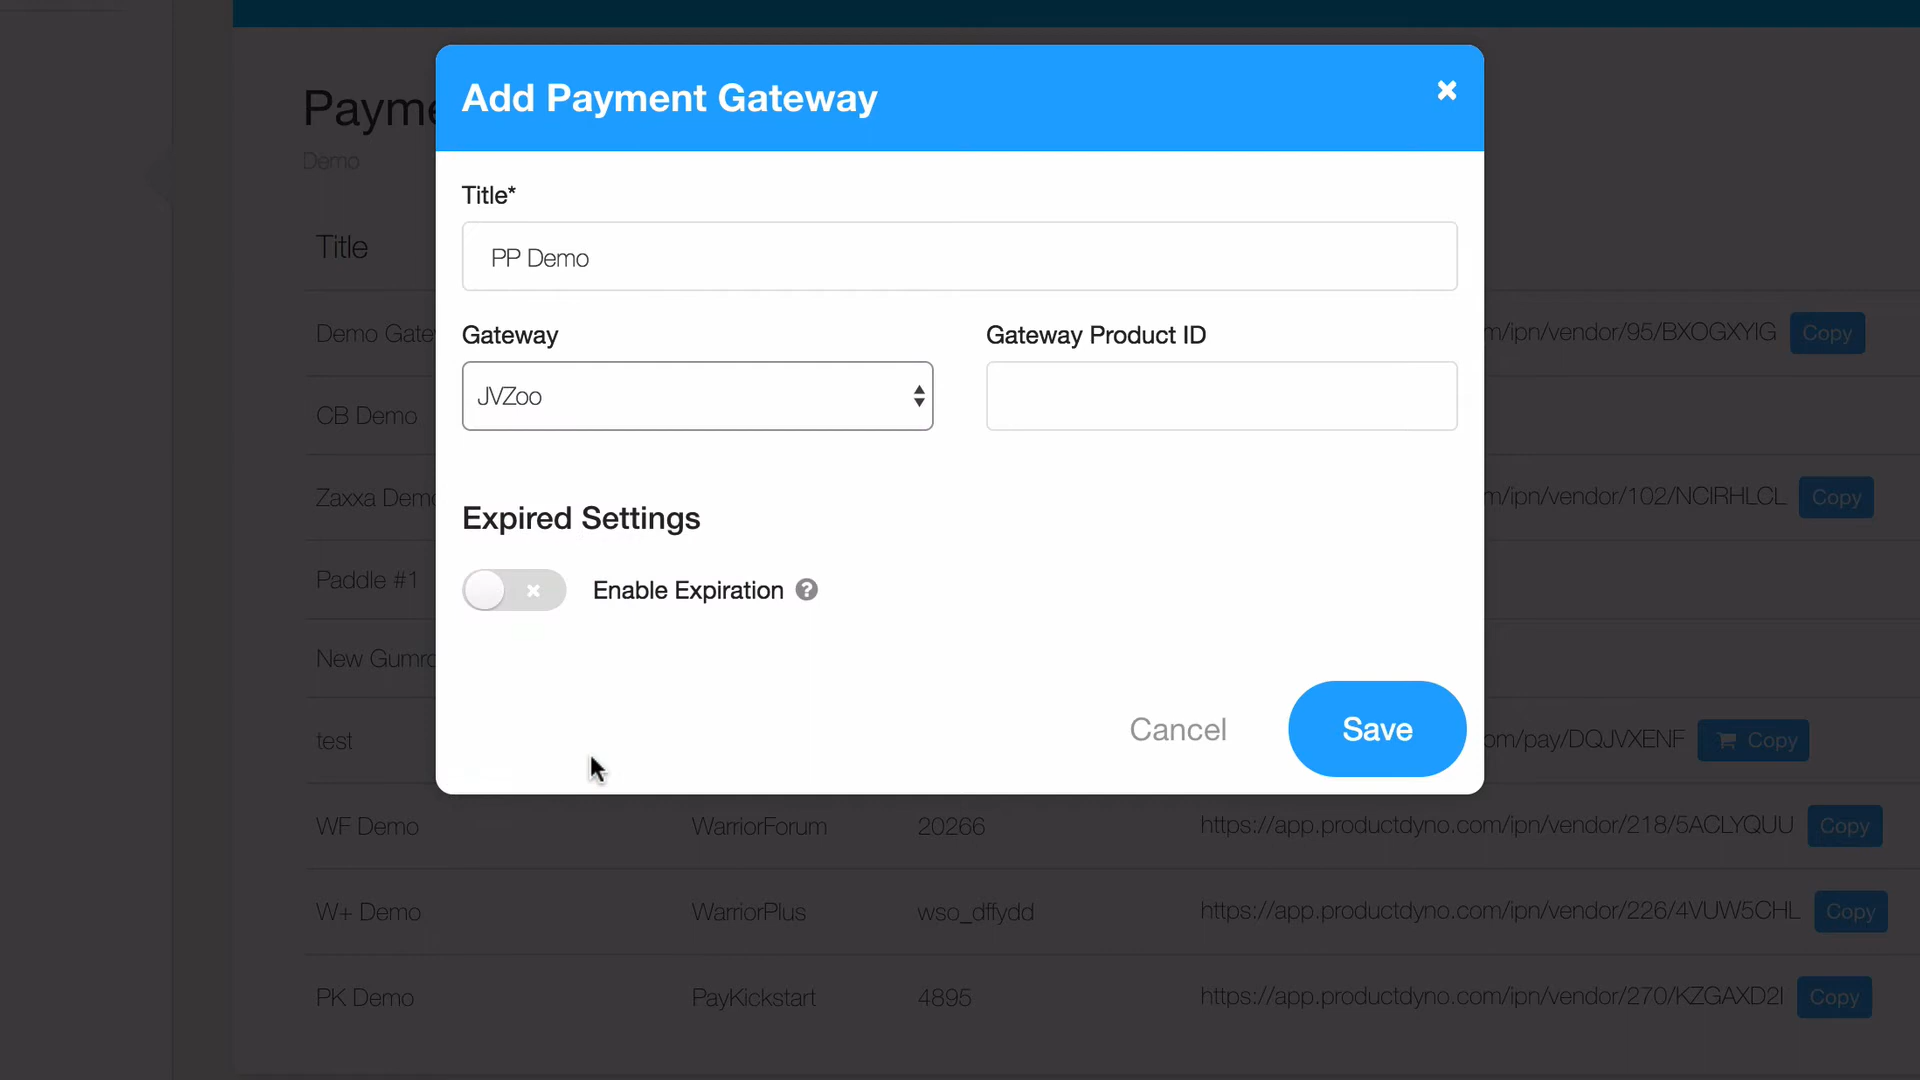 Add Payment Gateway
Payme
Demo
Title*
PP Demo
Title
Gateway
Gateway Product ID
Demo Gate
m/ipn/vendor/95/BXOGXYIG Copy
JVZoo
CB Demo
Zaxxa Demo
m/ipn/vendor/102/NCIRHLCL Copy
Expired Settings
Paddle #1
Enable Expiration ?
New Gumro
Cancel
Save
test
om/pay/DQJVXENF Copy
WF Demo WarriorForum 20266 https://app.productdyno.com/ipn/vendor/218/5ACLYQUU Copy
W+ Demo WarriorPlus wso_dffydd https://app.productdyno.com/ipn/vendor/226/4VUW5CHL Copy
PK Demo PayKickstart 4895 https://app.productdyno.com/ipn/vendor/270/KZGAXD2I Copy